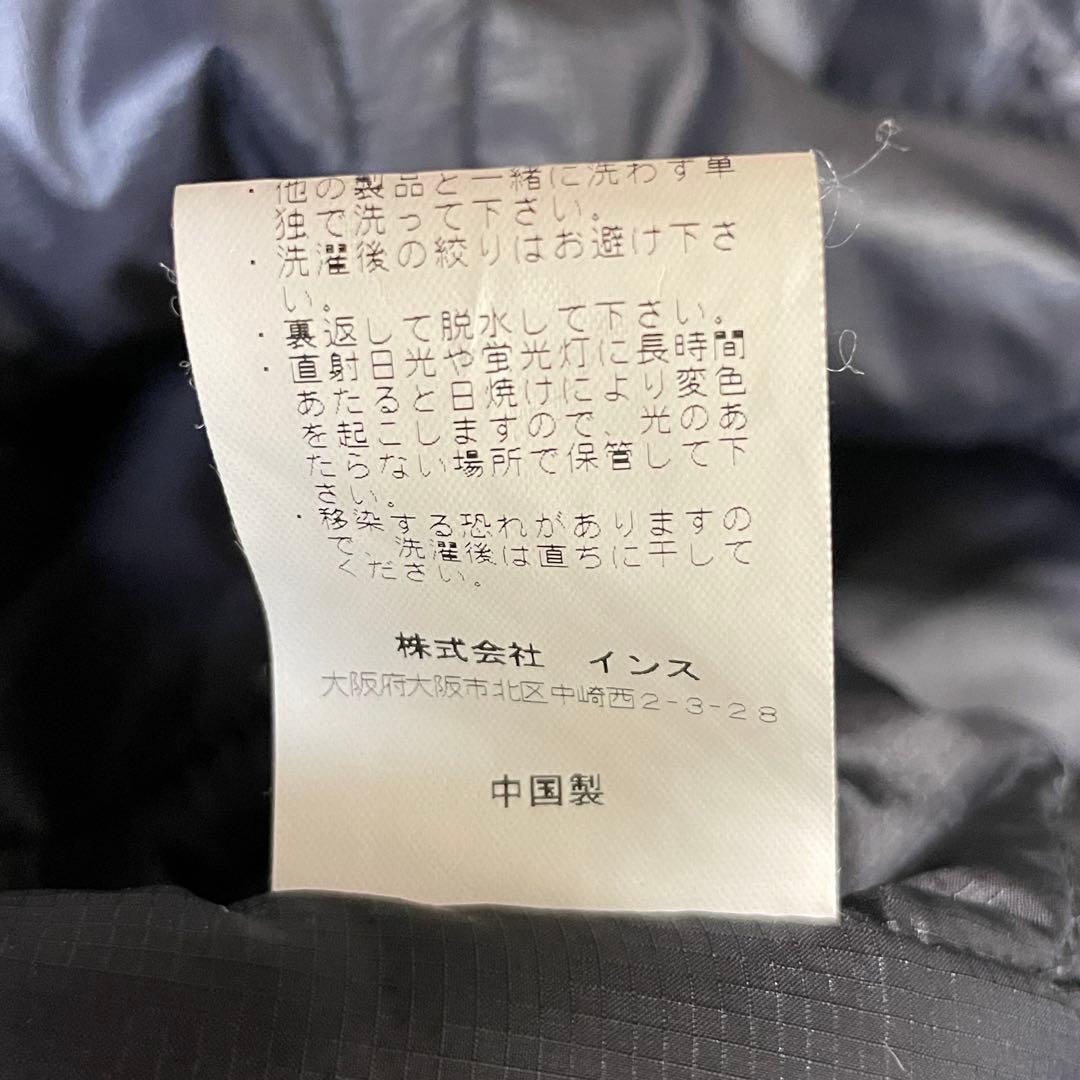 ・他の製品と一緒に洗わず単
独で洗って下さい。
・洗濯後の絞りはお避け下さ
い。
・裏返して脱水して下さい。
・直射日光や蛍光灯に長時間
あたると日焼けにより変色
を起こしますので、光のあ
たらない場所で保管して下
さい。
・移染する恐れがありますの
で、洗濯後は直ちに干して
ください。
株式会社　インス
大阪府大阪市北区中崎西2-3-28
中国製